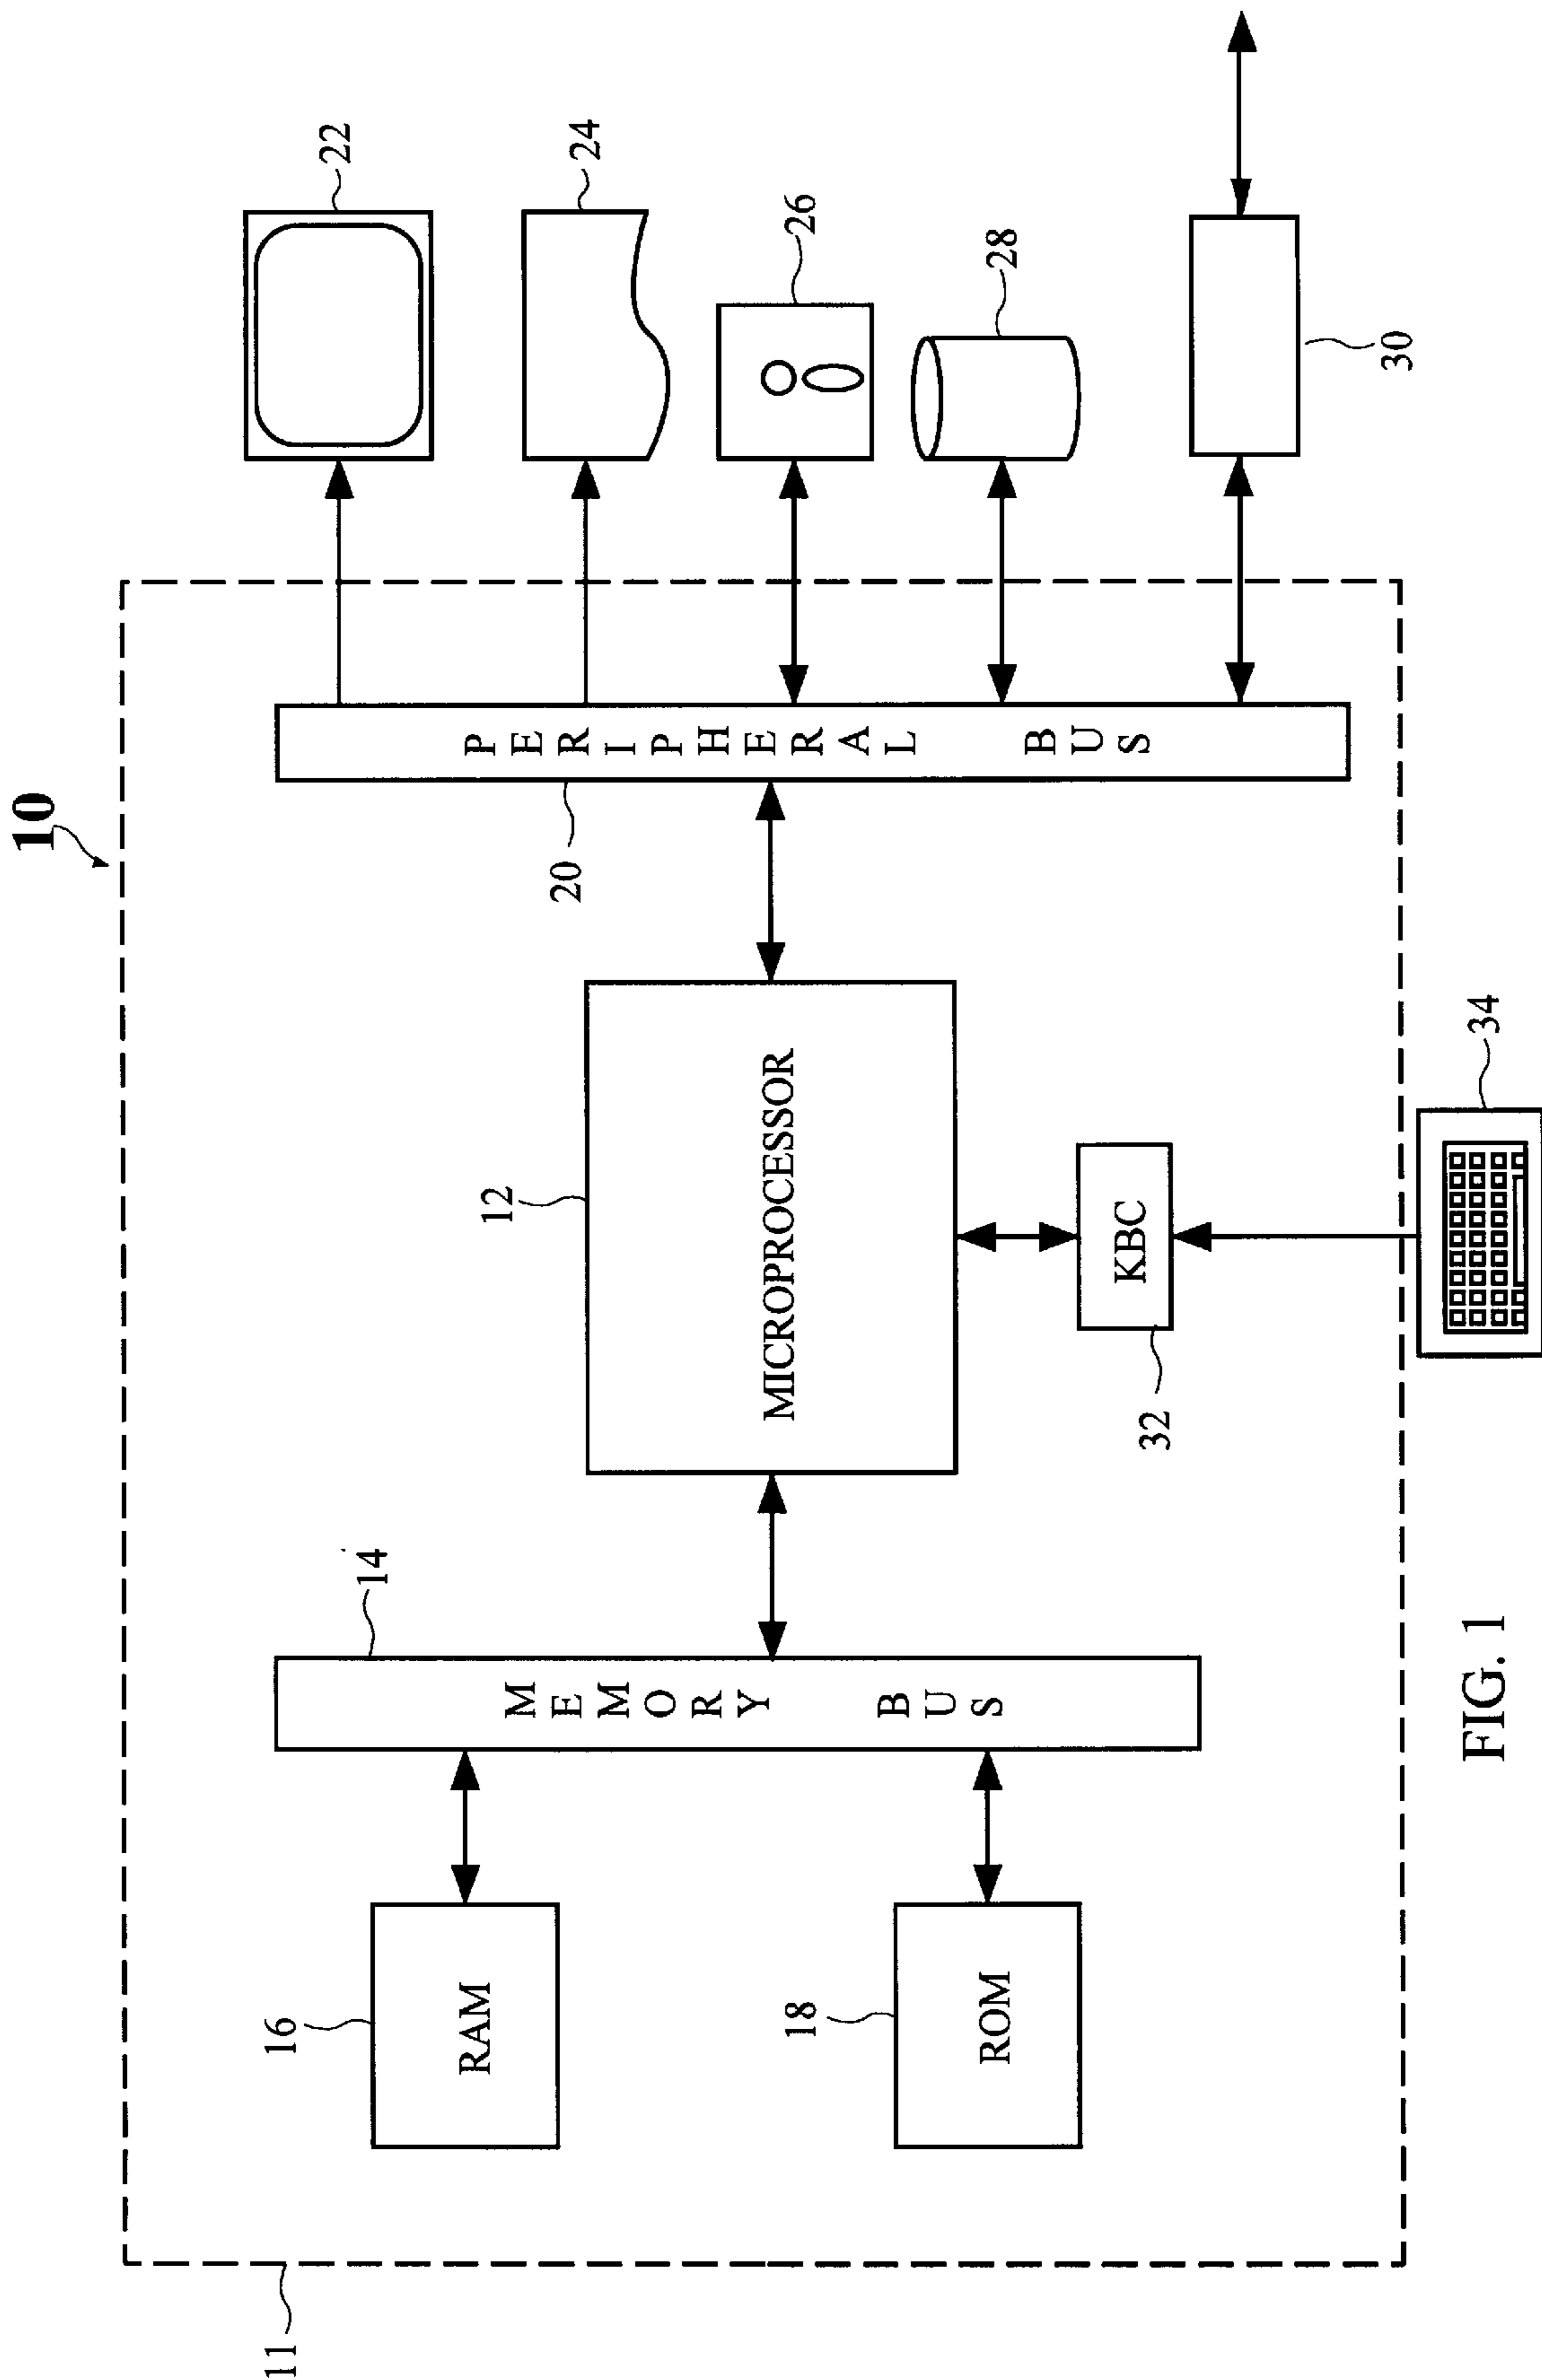 10
11
16
RAM
18
ROM
14
MEMORY BUS
12
MICROPROCESSOR
32
KBC
34
20
PERIPHERAL BUS
22
24
26
28
30
FIG. 1